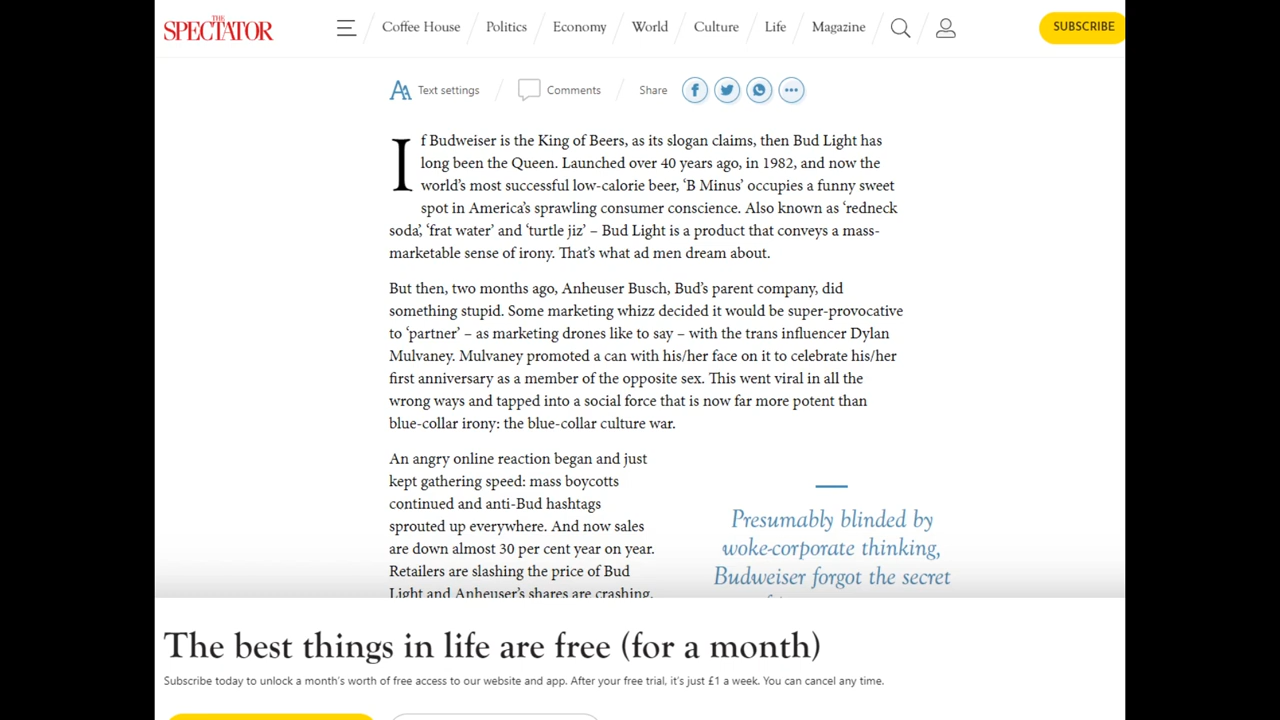 THE
SPECTATOR
Coffee House
Politics
Economy
World
Culture
Life
Magazine
SUBSCRIBE
Text settings
Comments
Share
If Budweiser is the King of Beers, as its slogan claims, then Bud Light has
long been the Queen. Launched over 40 years ago, in 1982, and now the
world's most successful low-calorie beer, 'B Minus' occupies a funny sweet
spot in America's sprawling consumer conscience. Also known as 'redneck
soda', 'frat water' and 'turtle jiz' – Bud Light is a product that conveys a mass-
marketable sense of irony. That's what ad men dream about.
But then, two months ago, Anheuser Busch, Bud's parent company, did
something stupid. Some marketing whizz decided it would be super-provocative
to 'partner' – as marketing drones like to say – with the trans influencer Dylan
Mulvaney. Mulvaney promoted a can with his/her face on it to celebrate his/her
first anniversary as a member of the opposite sex. This went viral in all the
wrong ways and tapped into a social force that is now far more potent than
blue-collar irony: the blue-collar culture war.
An angry online reaction began and just
kept gathering speed: mass boycotts
continued and anti-Bud hashtags
sprouted up everywhere. And now sales
are down almost 30 per cent year on year.
Retailers are slashing the price of Bud
Light and Anheuser's shares are crashing.
Presumably blinded by
woke-corporate thinking,
Budweiser forgot the secret
The best things in life are free (for a month)
Subscribe today to unlock a month's worth of free access to our website and app. After your free trial, it's just £1 a week. You can cancel any time.